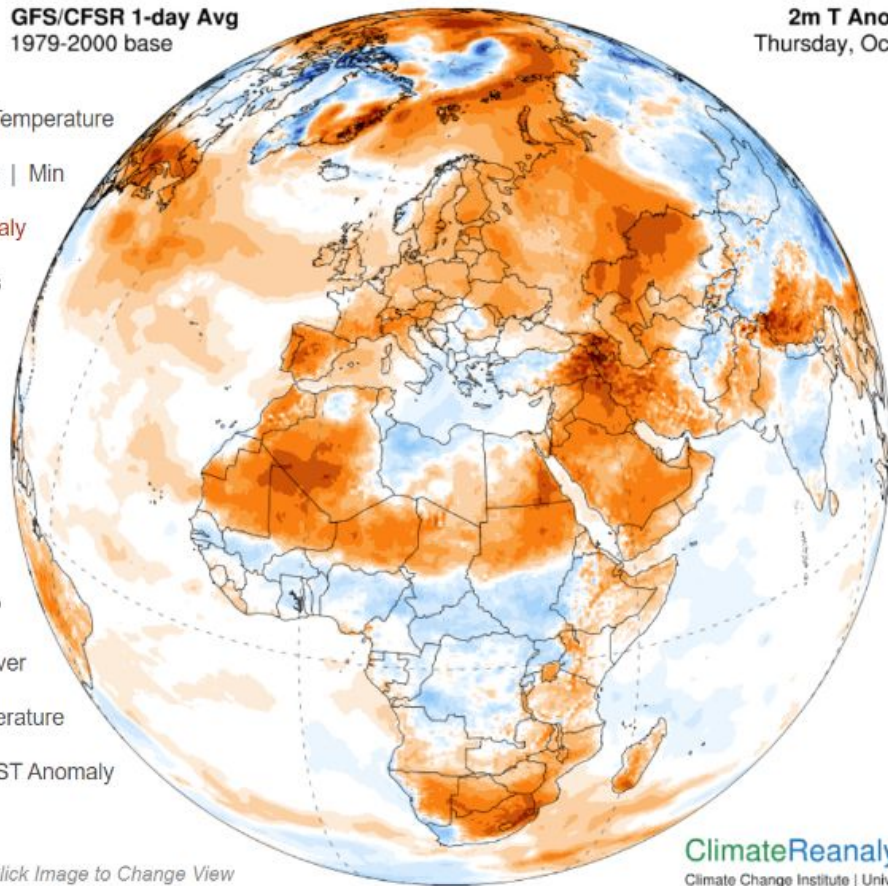 GFS/CFSR 1-day Avg
1979-2000 base
2m T Ano
Thursday, Oc
Temperature
| Min
aly
s
ver
erature
ST Anomaly
lick Image to Change View
ClimateReanaly
Climate Change Institute | Univ